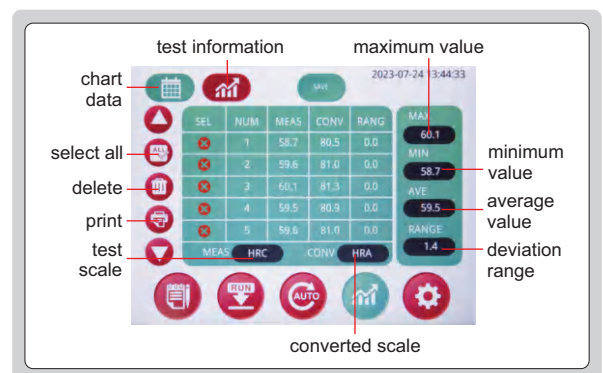 test information
maximum value
chart
data
SAVE
2023-07-24 13:44:33
SEL NUM MEAS CONV RANG
1 58.7 80.5 0.0
2 59.6 81.0 0.0
3 60.1 81.3 0.0
4 59.5 80.9 0.0
5 59.6 81.0 0.0
MEAS HRC CONV HRA
MAX
60.1
MIN
58.7
AVE
59.5
RANGE
1.4
select all
ALL
delete
print
test
scale
minimum
value
average
value
deviation
range
RUN
AUTO
converted scale